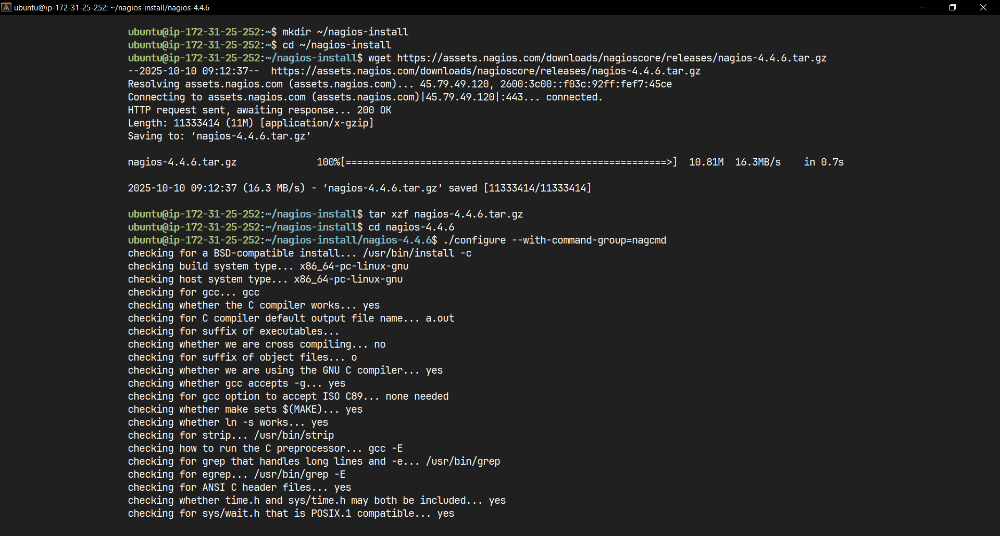 ubuntu@ip-172-31-25-252: ~/nagios-install/nagios-4.4.6
ubuntu@ip-172-31-25-252:~$ mkdir ~/nagios-install
ubuntu@ip-172-31-25-252:~$ cd ~/nagios-install
ubuntu@ip-172-31-25-252:~/nagios-install$ wget https://assets.nagios.com/downloads/nagioscore/releases/nagios-4.4.6.tar.gz
--2025-10-10 09:12:37--  https://assets.nagios.com/downloads/nagioscore/releases/nagios-4.4.6.tar.gz
Resolving assets.nagios.com (assets.nagios.com)... 45.79.49.120, 2600:3c00::f03c:92ff:fef7:45ce
Connecting to assets.nagios.com (assets.nagios.com)|45.79.49.120|:443... connected.
HTTP request sent, awaiting response... 200 OK
Length: 11333414 (11M) [application/x-gzip]
Saving to: ‘nagios-4.4.6.tar.gz’
nagios-4.4.6.tar.gz              100%[========================================================>]  10.81M  16.3MB/s    in 0.7s
2025-10-10 09:12:37 (16.3 MB/s) - ‘nagios-4.4.6.tar.gz’ saved [11333414/11333414]
ubuntu@ip-172-31-25-252:~/nagios-install$ tar xzf nagios-4.4.6.tar.gz
ubuntu@ip-172-31-25-252:~/nagios-install$ cd nagios-4.4.6
ubuntu@ip-172-31-25-252:~/nagios-install/nagios-4.4.6$ ./configure --with-command-group=nagcmd
checking for a BSD-compatible install... /usr/bin/install -c
checking build system type... x86_64-pc-linux-gnu
checking host system type... x86_64-pc-linux-gnu
checking for gcc... gcc
checking whether the C compiler works... yes
checking for C compiler default output file name... a.out
checking for suffix of executables...
checking whether we are cross compiling... no
checking for suffix of object files... o
checking whether we are using the GNU C compiler... yes
checking whether gcc accepts -g... yes
checking for gcc option to accept ISO C89... none needed
checking whether make sets $(MAKE)... yes
checking whether ln -s works... yes
checking for strip... /usr/bin/strip
checking how to run the C preprocessor... gcc -E
checking for grep that handles long lines and -e... /usr/bin/grep
checking for egrep... /usr/bin/grep -E
checking for ANSI C header files... yes
checking whether time.h and sys/time.h may both be included... yes
checking for sys/wait.h that is POSIX.1 compatible... yes